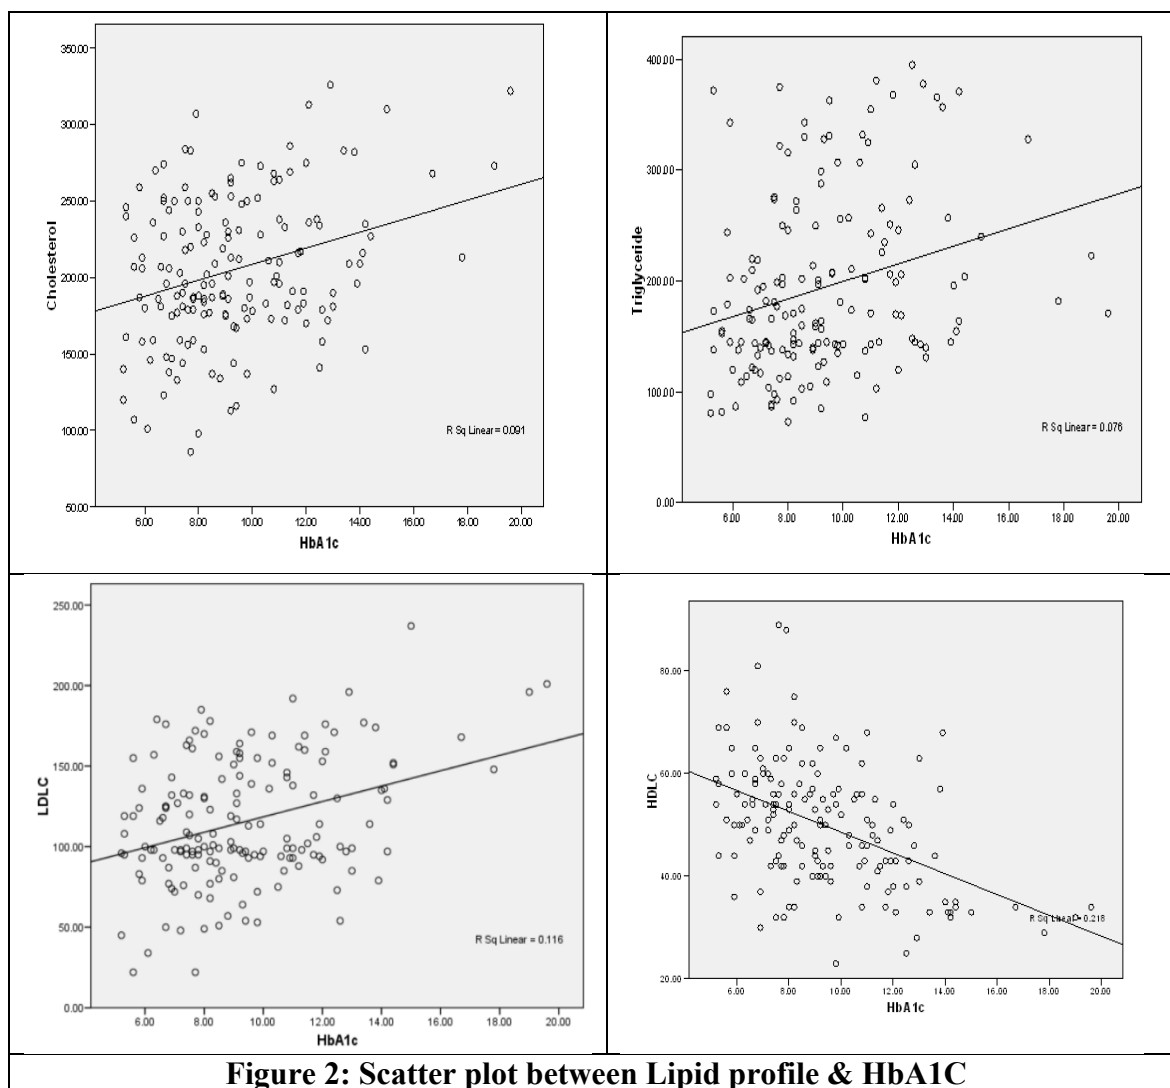 350.00
300.00
250.00
200.00
150.00
100.00
50.00
Cholesterol
R Sq Linear = 0.091
6.00 8.00 10.00 12.00 14.00 16.00 18.00 20.00
HbA1c
400.00
300.00
200.00
100.00
0.00
Triglyceride
R Sq Linear = 0.076
6.00 8.00 10.00 12.00 14.00 16.00 18.00 20.00
HbA1c
250.00
200.00
150.00
100.00
50.00
0.00
LDLC
R Sq Linear = 0.116
6.00 8.00 10.00 12.00 14.00 16.00 18.00 20.00
HbA1c
80.00
60.00
40.00
20.00
HDLC
R Sq Linear = 0.218
6.00 8.00 10.00 12.00 14.00 16.00 18.00 20.00
HbA1c
Figure 2: Scatter plot between Lipid profile & HbA1C